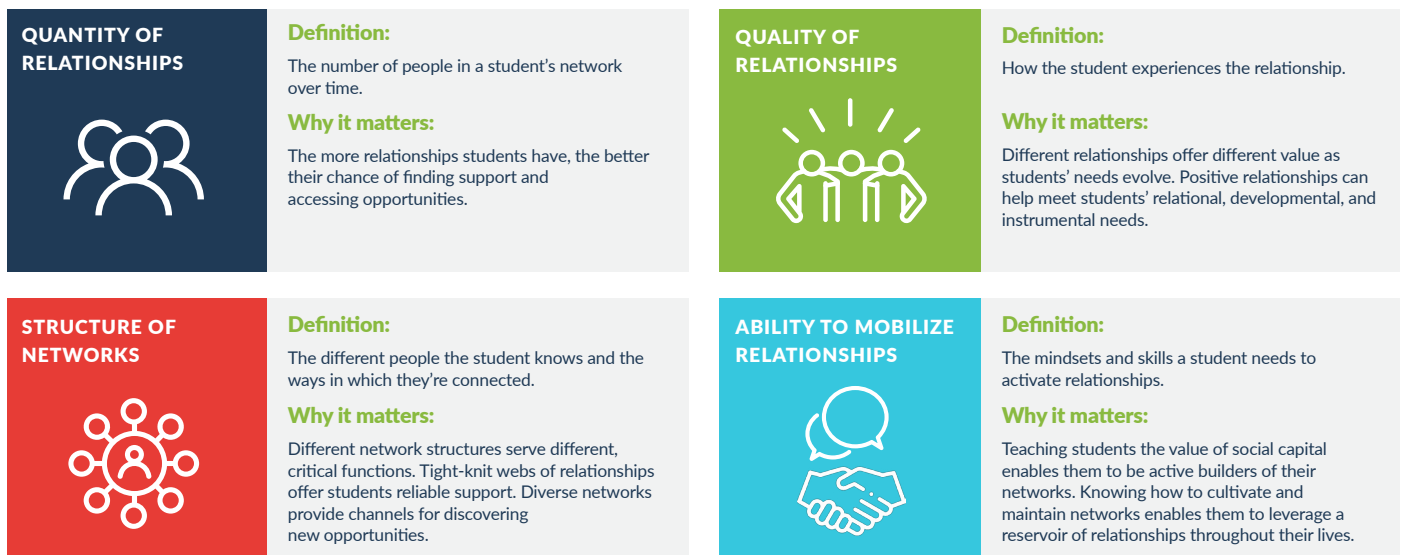 QUANTITY OF
RELATIONSHIPS
Definition:
The number of people in a student's network
over time.
Why it matters:
The more relationships students have, the better
their chance of finding support and
accessing opportunities.
QUALITY OF
RELATIONSHIPS
Definition:
How the student experiences the relationship.
Why it matters:
Different relationships offer different value as
students' needs evolve. Positive relationships can
help meet students' relational, developmental, and
instrumental needs.
STRUCTURE OF
NETWORKS
Definition:
The different people the student knows and the
ways in which they're connected.
Why it matters:
Different network structures serve different,
critical functions. Tight-knit webs of relationships
offer students reliable support. Diverse networks
provide channels for discovering
new opportunities.
ABILITY TO MOBILIZE
RELATIONSHIPS
Definition:
The mindsets and skills a student needs to
activate relationships.
Why it matters:
Teaching students the value of social capital
enables them to be active builders of their
networks. Knowing how to cultivate and
maintain networks enables them to leverage a
reservoir of relationships throughout their lives.